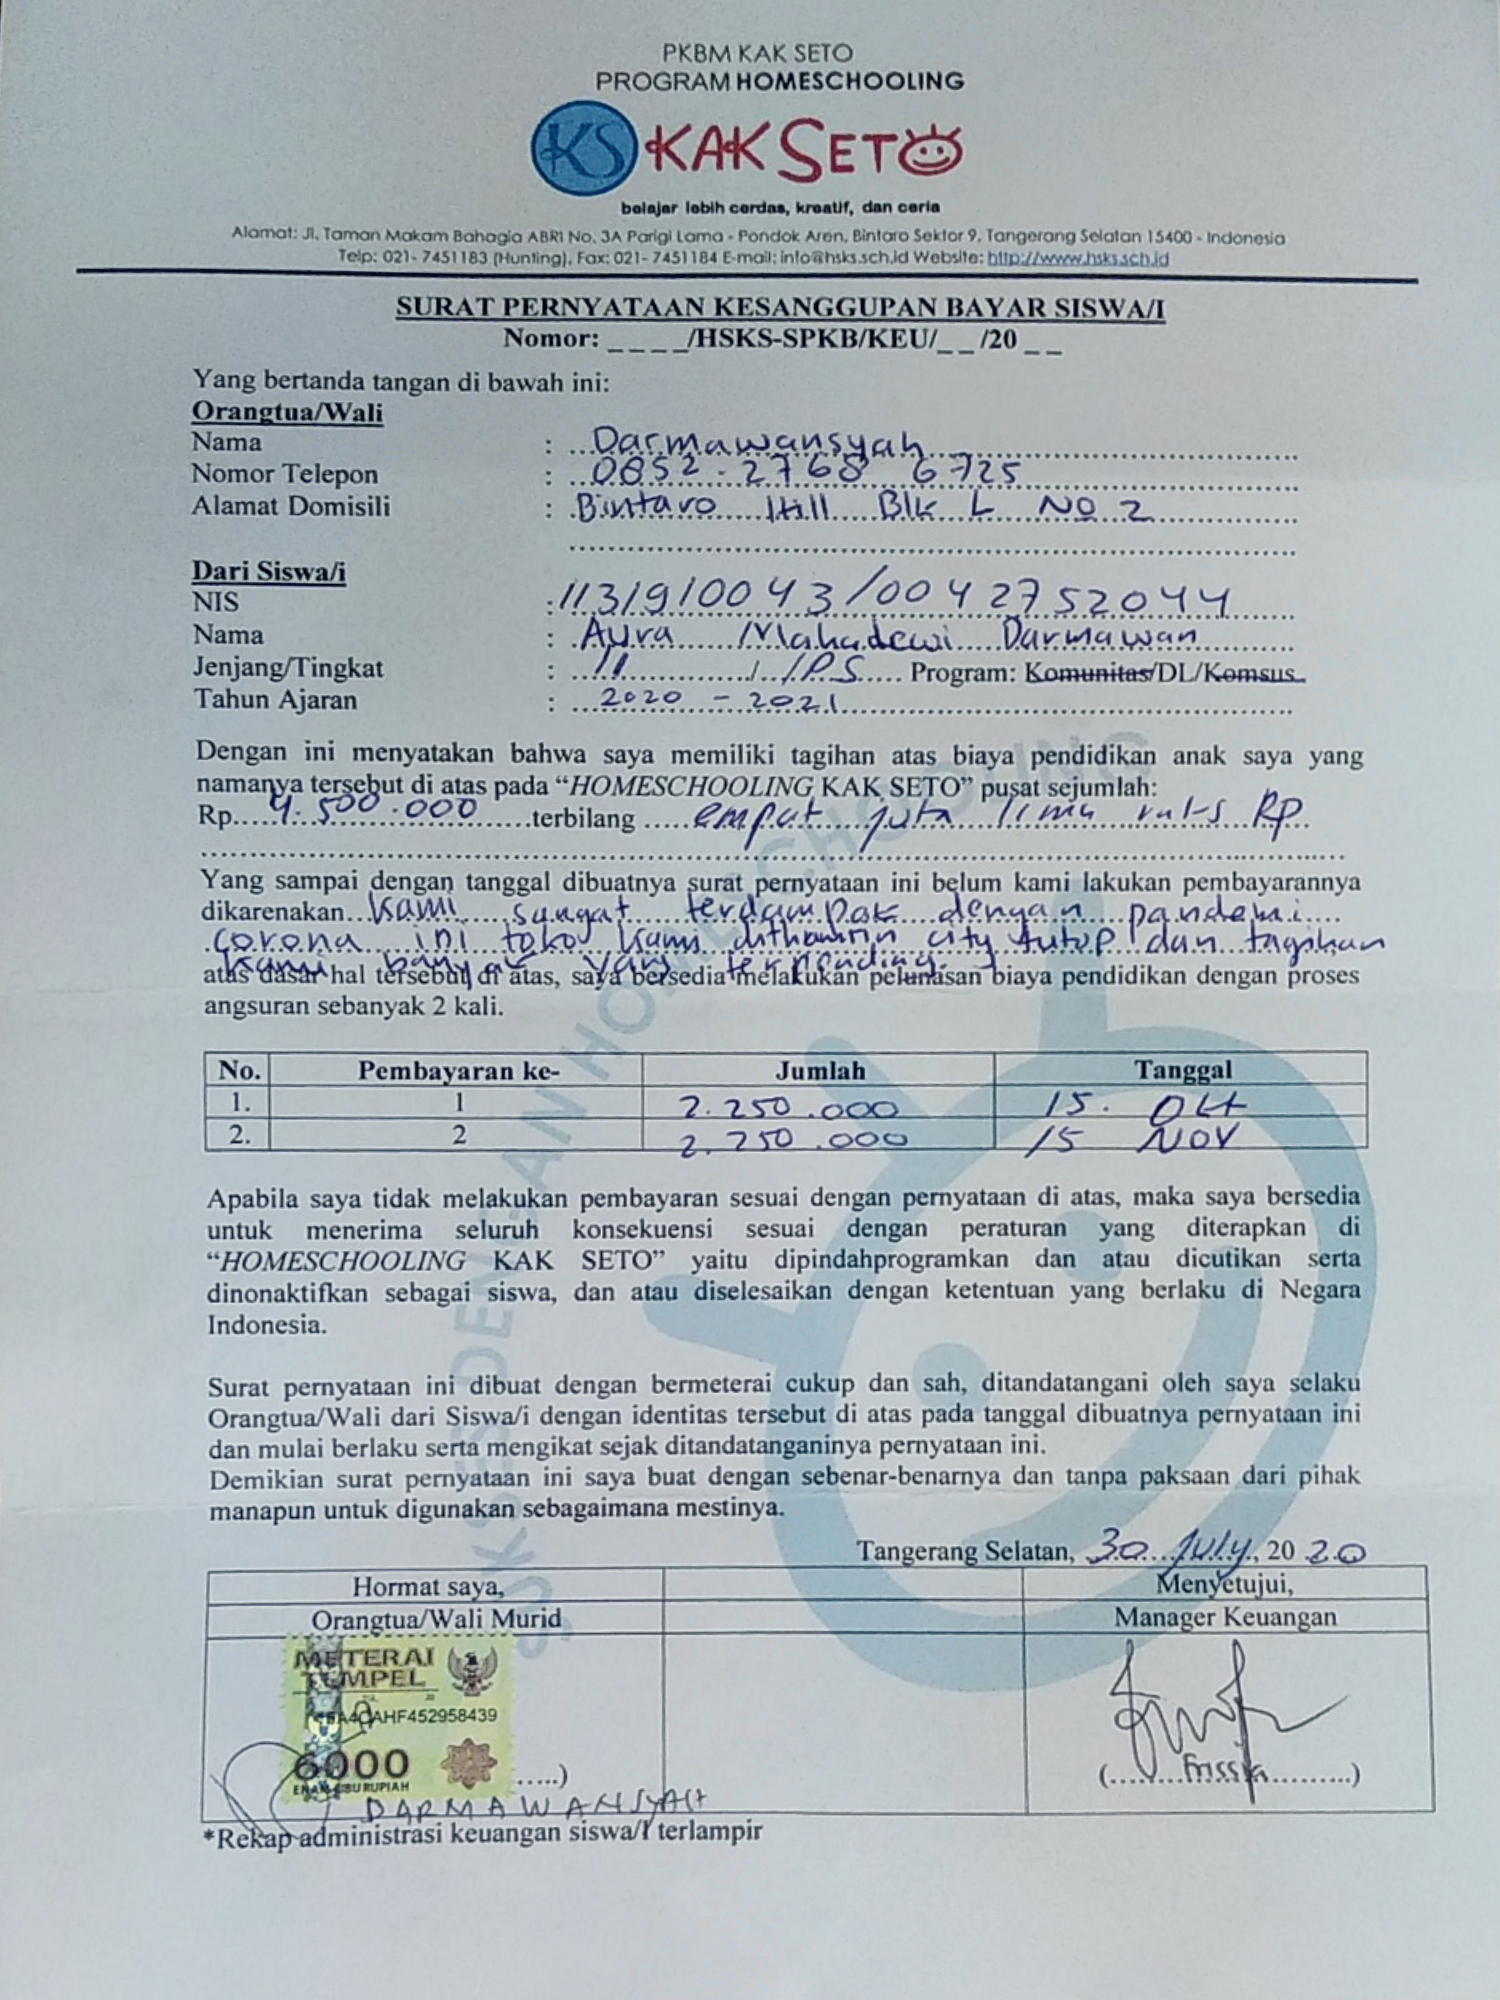 PKBM KAK SETO
PROGRAM HOMESCHOOLING
KS KAK SETO
belajar lebih cerdas, kreatif, dan ceria
Alamat: Jl. Taman Makam Bahagia ABRI No. 3A Parigi Lama - Pondok Aren, Bintaro Sektor 9, Tangerang Selatan 15400 - Indonesia
Telp: 021- 7451183 (Hunting), Fax: 021- 7451184 E-mail: info@hsks.sch.id Website: http://www.hsks.sch.id
SURAT PERNYATAAN KESANGGUPAN BAYAR SISWA/I
Nomor: _ _ _ _/HSKS-SPKB/KEU/_ _ /20 _ _
Yang bertanda tangan di bawah ini:
Orangtua/Wali
Nama : Darmawansyah
Nomor Telepon : 0852-2768 6725
Alamat Domisili : Bintaro Hill Blk L No 2
Dari Siswa/i
NIS : 1131910043/0042752044
Nama : Aura Mahadewi Darmawan
Jenjang/Tingkat : 11 / IPS Program: Komunitas/DL/Komsus
Tahun Ajaran : 2020 - 2021
Dengan ini menyatakan bahwa saya memiliki tagihan atas biaya pendidikan anak saya yang
namanya tersebut di atas pada “HOMESCHOOLING KAK SETO” pusat sejumlah:
Rp. 4.500.000 terbilang empat juta lima rats Rp
Yang sampai dengan tanggal dibuatnya surat pernyataan ini belum kami lakukan pembayarannya
dikarenakan kami sangat terdampak dengan pandemi
corona ini toko kami dithamrin city tutup dan tagihan
kami banyak yang terpending.
atas dasar hal tersebut di atas, saya bersedia melakukan pelunasan biaya pendidikan dengan proses
angsuran sebanyak 2 kali.
No. Pembayaran ke- Jumlah Tanggal
1. 1 2.250.000 15. Okt
2. 2 2.250.000 15 NOV
Apabila saya tidak melakukan pembayaran sesuai dengan pernyataan di atas, maka saya bersedia
untuk menerima seluruh konsekuensi sesuai dengan peraturan yang diterapkan di
“HOMESCHOOLING KAK SETO” yaitu dipindahprogramkan dan atau dicutikan serta
dinonaktifkan sebagai siswa, dan atau diselesaikan dengan ketentuan yang berlaku di Negara
Indonesia.
Surat pernyataan ini dibuat dengan bermeterai cukup dan sah, ditandatangani oleh saya selaku
Orangtua/Wali dari Siswa/i dengan identitas tersebut di atas pada tanggal dibuatnya pernyataan ini
dan mulai berlaku serta mengikat sejak ditandatanganinya pernyataan ini.
Demikian surat pernyataan ini saya buat dengan sebenar-benarnya dan tanpa paksaan dari pihak
manapun untuk digunakan sebagaimana mestinya.
Tangerang Selatan, 30 July, 20 20
Hormat saya, Menyetujui,
Orangtua/Wali Murid Manager Keuangan
METERAI
TEMPEL
AHF452958439
6000
ENAM RIBU RUPIAH
DARMAWANSYAH
(Frissia)
*Rekap administrasi keuangan siswa/I terlampir